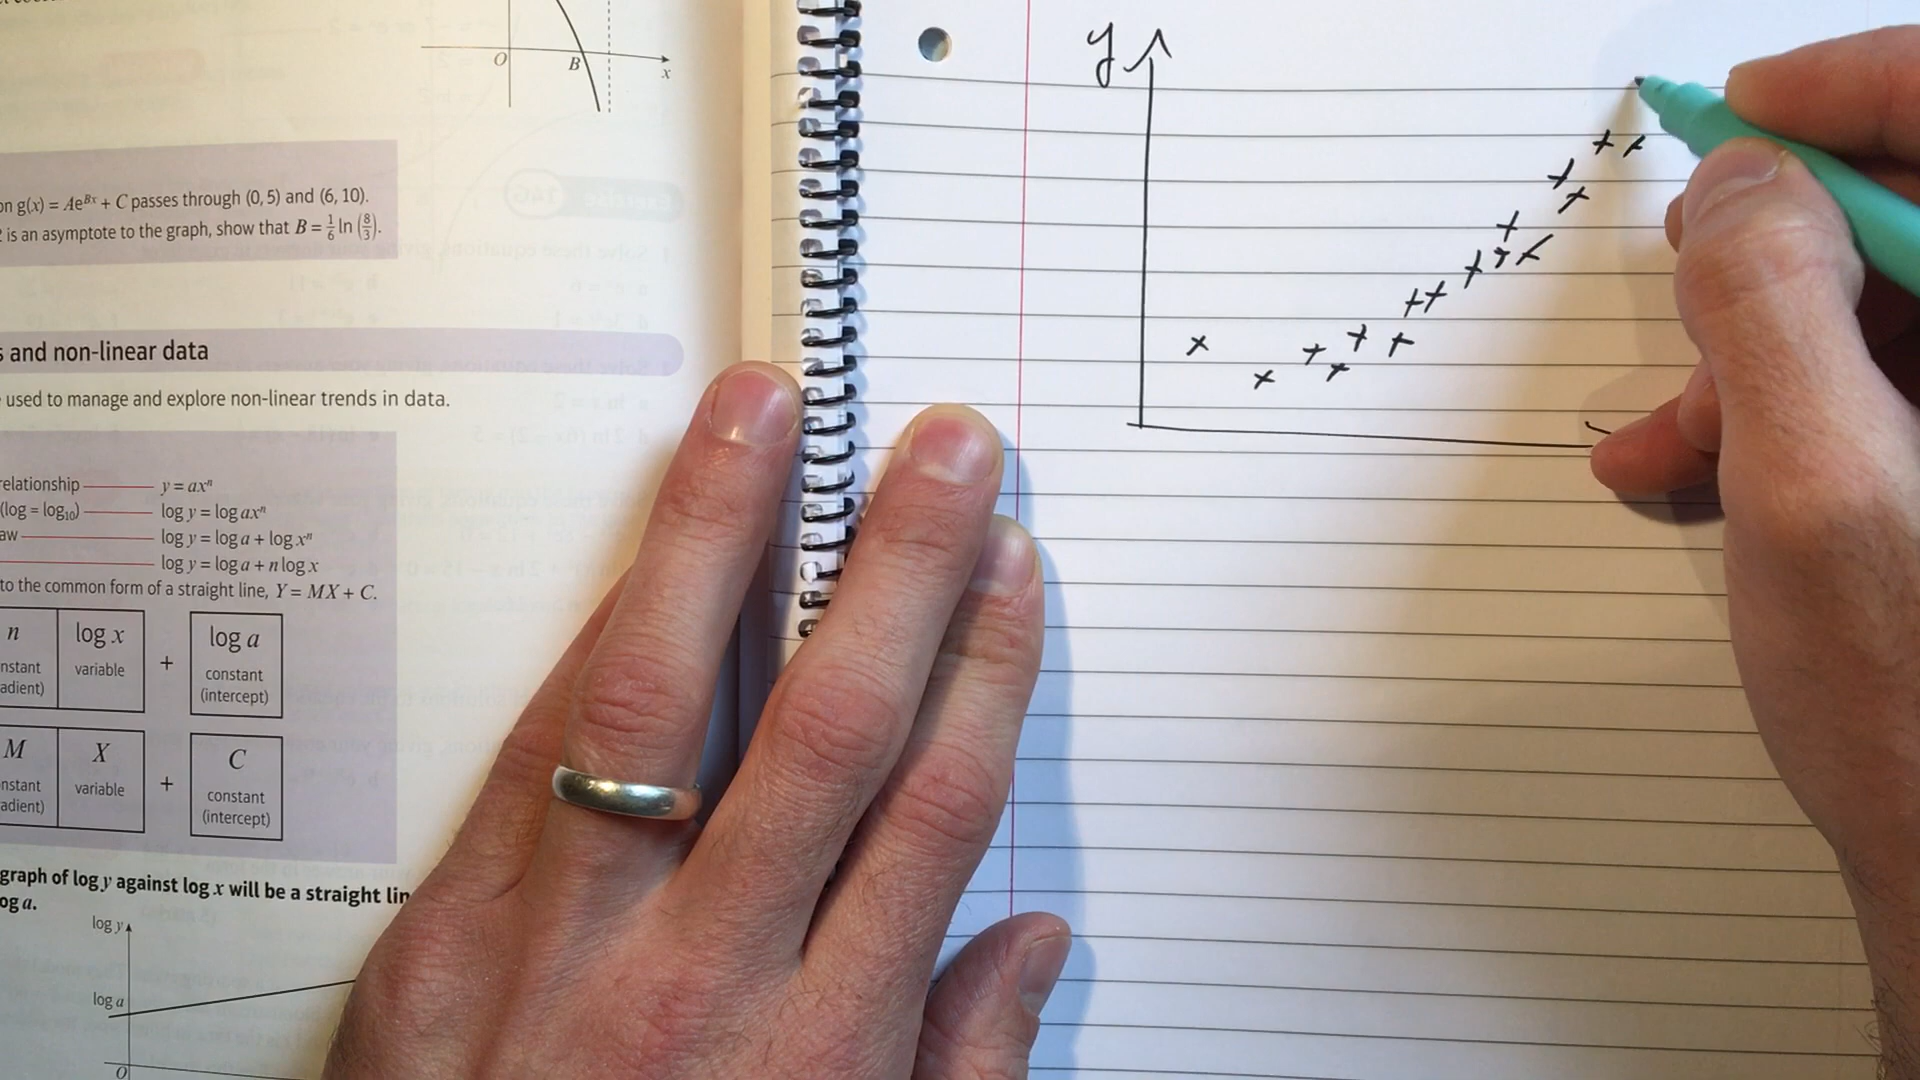 O B x
on g(x) = Ae^{Bx} + C passes through (0, 5) and (6, 10).
is an asymptote to the graph, show that B = \frac{1}{6} ln (\frac{8}{3}).
and non-linear data
used to manage and explore non-linear trends in data.
relationship y = ax^n
(log = log_{10}) log y = log ax^n
aw log y = log a + log x^n
log y = log a + n log x
to the common form of a straight line, Y = MX + C.
n log x + log a
nstant variable constant
adient) (intercept)
M X + C
nstant variable constant
adient) (intercept)
graph of log y against log x will be a straight lin
og a.
log y
log a
O
y